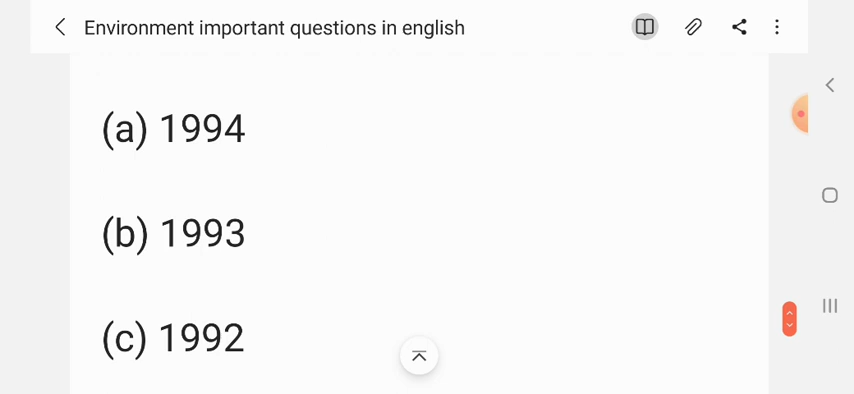 Environment important questions in english
(a) 1994
(b) 1993
(c) 1992